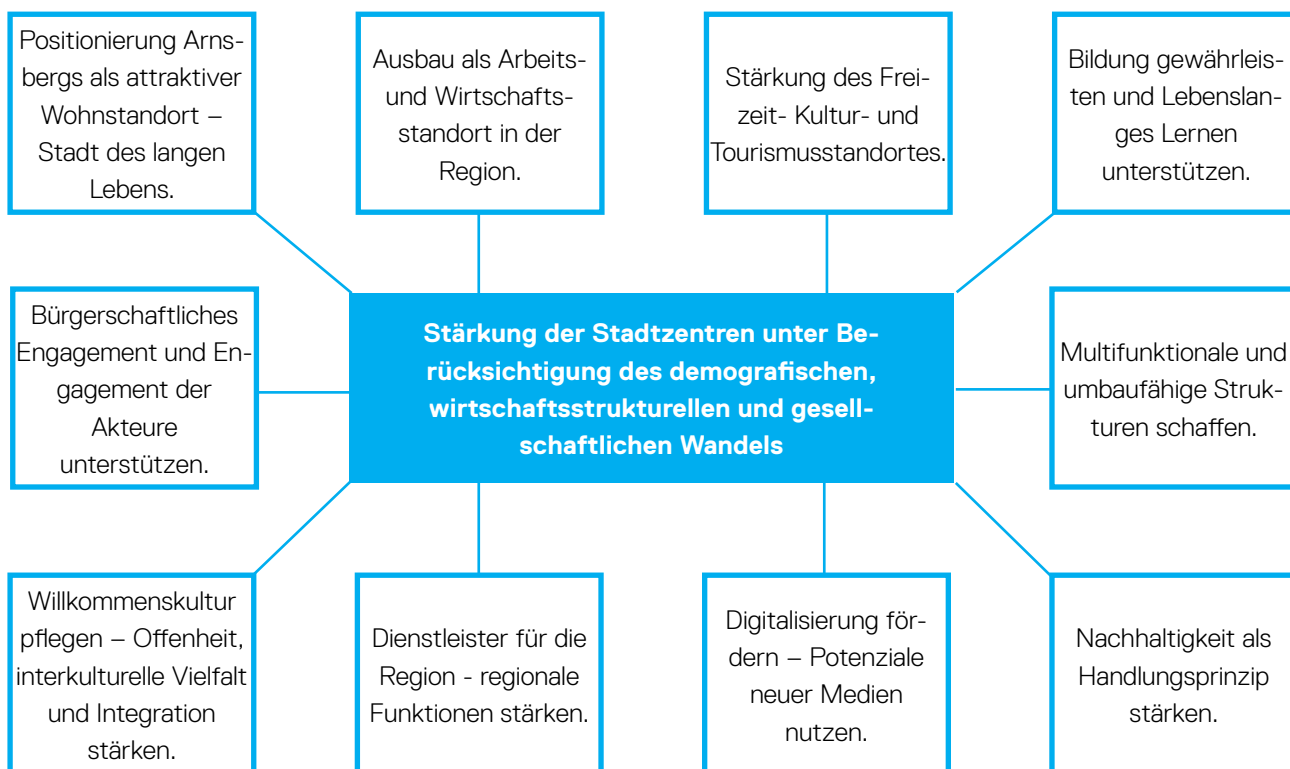 Positionierung Arns-
bergs als attraktiver
Wohnstandort –
Stadt des langen
Lebens.
Ausbau als Arbeits-
und Wirtschafts-
standort in der
Region.
Stärkung des Frei-
zeit- Kultur- und
Tourismusstandortes.
Bildung gewährleis-
ten und Lebenslan-
ges Lernen
unterstützen.
Bürgerschaftliches
Engagement und En-
gagement der
Akteure
unterstützen.
Stärkung der Stadtzentren unter Be-
rücksichtigung des demografischen,
wirtschaftsstrukturellen und gesell-
schaftlichen Wandels
Multifunktionale und
umbaufähige Struk-
turen schaffen.
Willkommenskultur
pflegen – Offenheit,
interkulturelle Vielfalt
und Integration
stärken.
Dienstleister für die
Region - regionale
Funktionen stärken.
Digitalisierung för-
dern – Potenziale
neuer Medien
nutzen.
Nachhaltigkeit als
Handlungsprinzip
stärken.